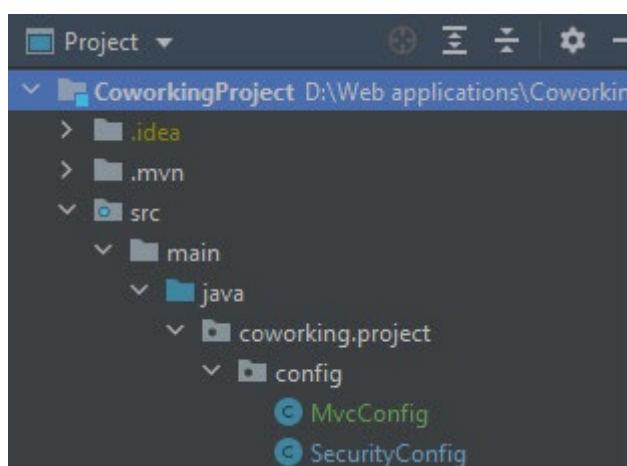 Project
CoworkingProject D:\Web applications\Coworkin
.idea
.mvn
src
main
java
coworking.project
config
MvcConfig
SecurityConfig